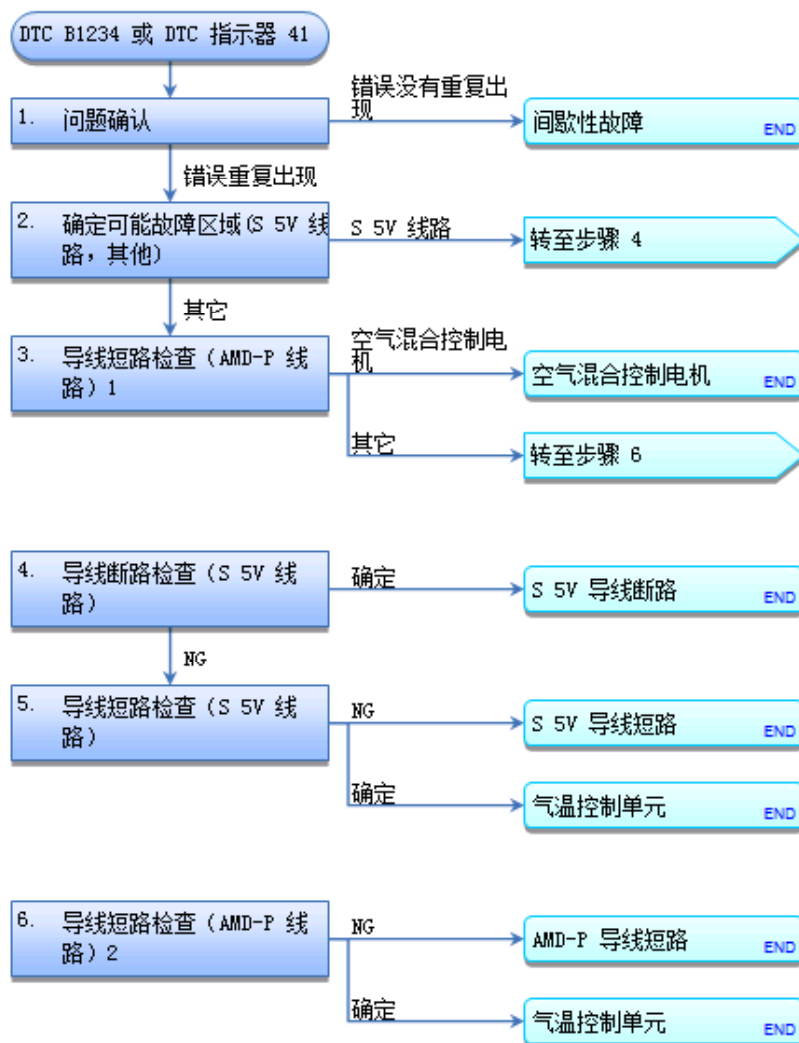 DTC B1234 或 DTC 指示器 41
错误没有重复出
现
1. 问题确认
间歇性故障
END
错误重复出现
2. 确定可能故障区域(S 5V 线
路，其他)
S 5V 线路
转至步骤 4
其它
3. 导线短路检查（AMD-P 线
路）1
空气混合控制电
机
空气混合控制电机
END
其它
转至步骤 6
4. 导线断路检查（S 5V 线
路）
确定
S 5V 导线断路
END
NG
5. 导线短路检查（S 5V 线
路）
NG
S 5V 导线短路
END
确定
气温控制单元
END
6. 导线短路检查（AMD-P 线
路）2
NG
AMD-P 导线短路
END
确定
气温控制单元
END